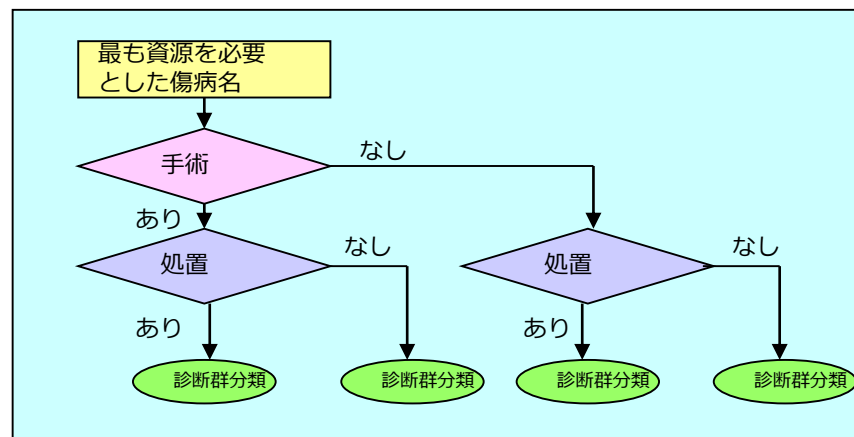 最も資源を必要
とした傷病名
手術
なし
あり
処置
なし
処置
なし
あり
あり
診断群分類
診断群分類
診断群分類
診断群分類